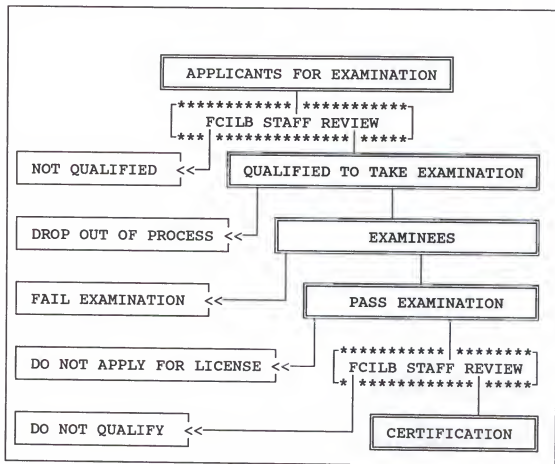 APPLICANTS FOR EXAMINATION
************ ***********
FCILB STAFF REVIEW
*** ************** *****
NOT QUALIFIED <<
QUALIFIED TO TAKE EXAMINATION
DROP OUT OF PROCESS <<
EXAMINEES
FAIL EXAMINATION <<
PASS EXAMINATION
DO NOT APPLY FOR LICENSE <<
FCILB STAFF REVIEW
DO NOT QUALIFY <<
CERTIFICATION